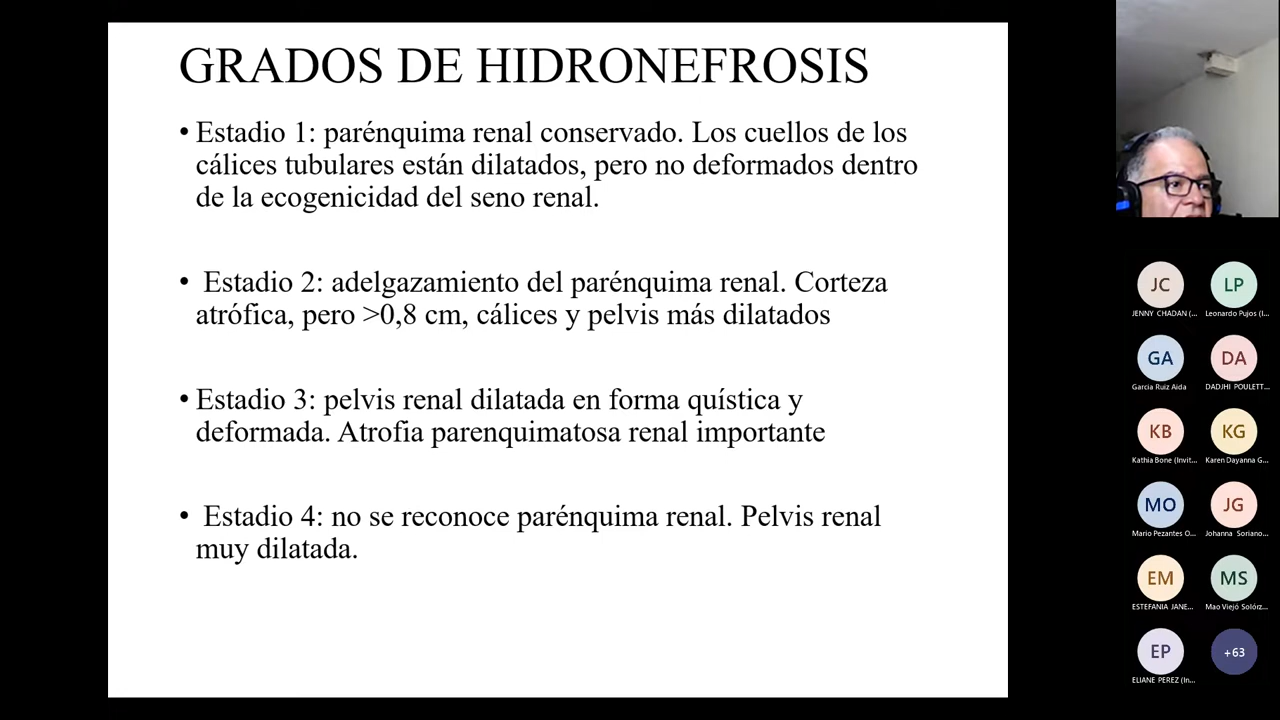 GRADOS DE HIDRONEFROSIS
• Estadio 1: parénquima renal conservado. Los cuellos de los
cálices tubulares están dilatados, pero no deformados dentro
de la ecogenicidad del seno renal.
• Estadio 2: adelgazamiento del parénquima renal. Corteza
atrófica, pero >0,8 cm, cálices y pelvis más dilatados
• Estadio 3: pelvis renal dilatada en forma quística y
deformada. Atrofia parenquimatosa renal importante
• Estadio 4: no se reconoce parénquima renal. Pelvis renal
muy dilatada.
JC LP
JENNY CHADAN (... Leonardo Pujos (I...
GA DA
Garcia Ruiz Aida DADJHI POULETT...
KB KG
Kathia Bone (Invit... Karen Dayanna G...
MO JG
Mario Pezantes O... Johanna Soriano...
EM MS
ESTEFANIA JANE... Mao Viejó Solórz...
EP +63
ELIANE PEREZ (In...